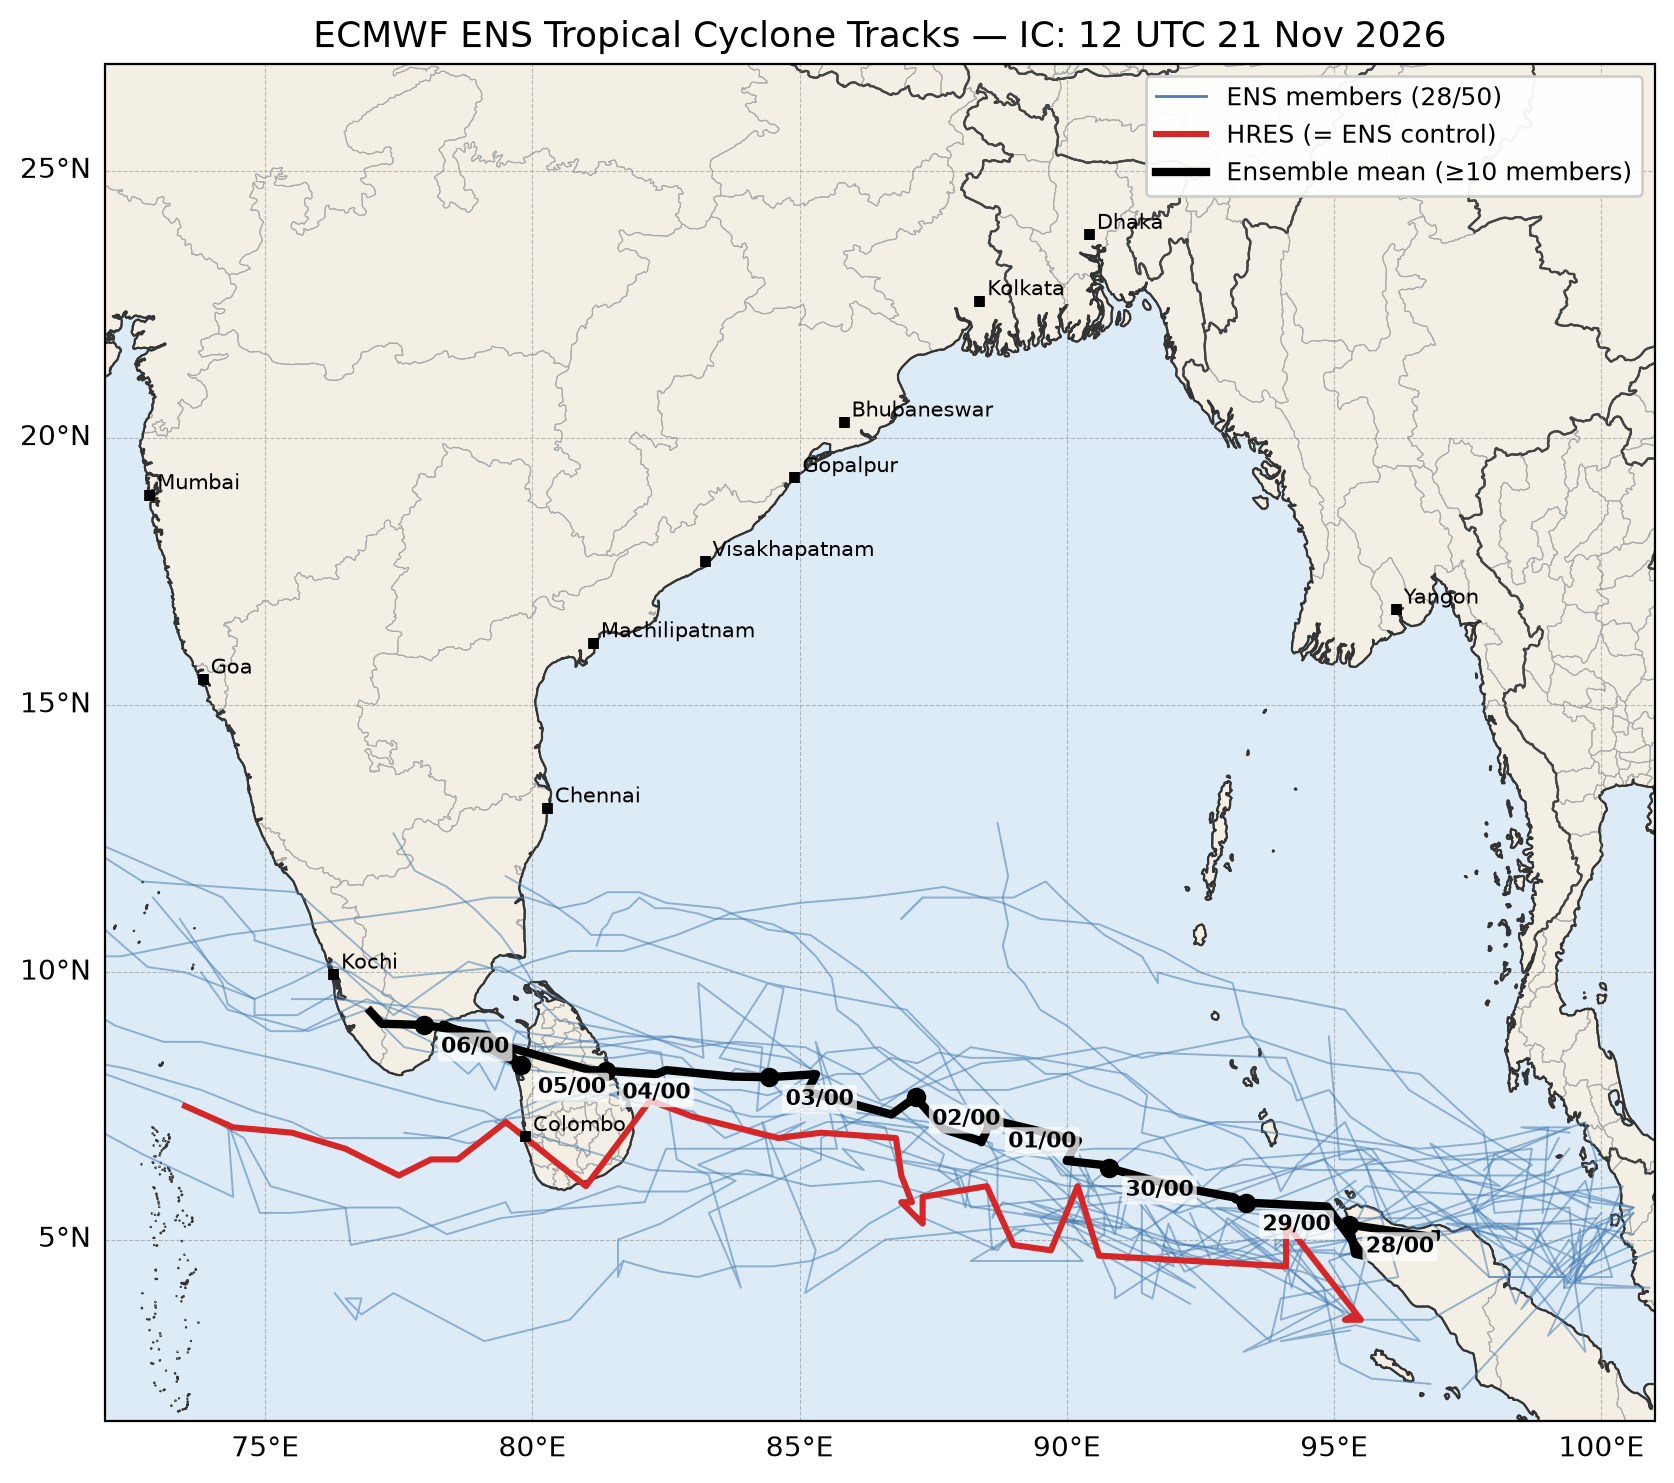 ECMWF ENS Tropical Cyclone Tracks — IC: 12 UTC 21 Nov 2026
ENS members (28/50)
HRES (= ENS control)
Ensemble mean (≥10 members)
25°N
20°N
15°N
10°N
5°N
Dhaka
Kolkata
Bhubaneswar
Gopalpur
Mumbai
Visakhapatnam
Yangon
Machilipatnam
Goa
Chennai
Kochi
Colombo
06/00
05/00
04/00
03/00
02/00
01/00
30/00
29/00
28/00
75°E
80°E
85°E
90°E
95°E
100°E